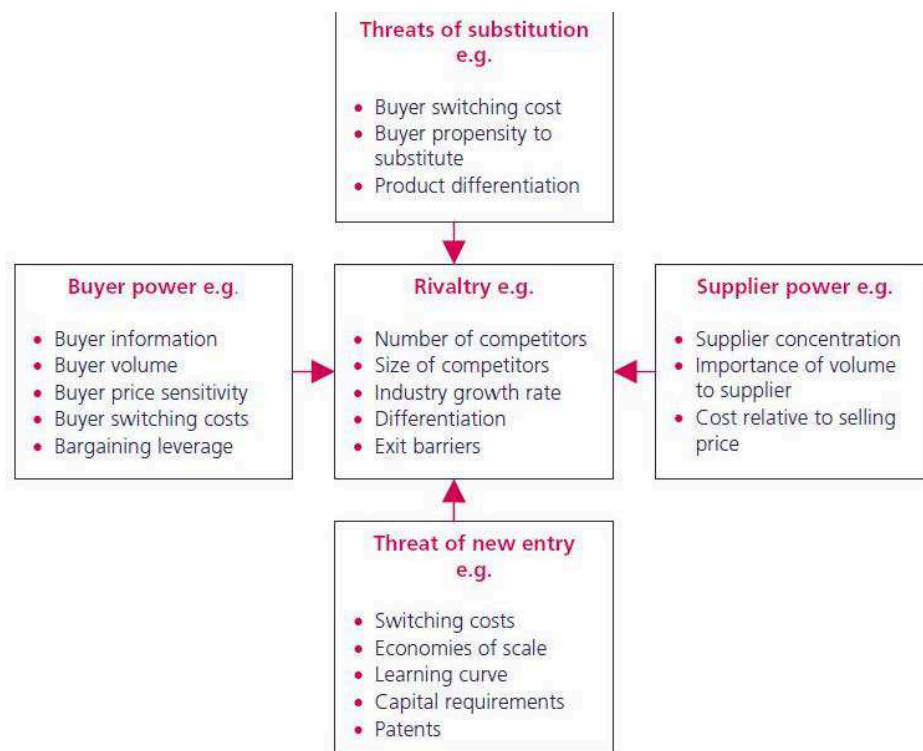 Threats of substitution
e.g.
• Buyer switching cost
• Buyer propensity to
substitute
• Product differentiation
Buyer power e.g.
• Buyer information
• Buyer volume
• Buyer price sensitivity
• Buyer switching costs
• Bargaining leverage
Rivaltry e.g.
• Number of competitors
• Size of competitors
• Industry growth rate
• Differentiation
• Exit barriers
Supplier power e.g.
• Supplier concentration
• Importance of volume
to supplier
• Cost relative to selling
price
Threat of new entry
e.g.
• Switching costs
• Economies of scale
• Learning curve
• Capital requirements
• Patents